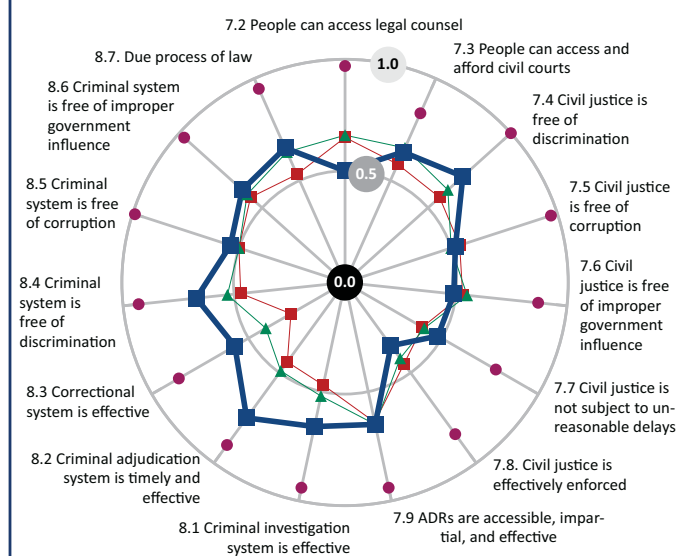 7.2 People can access legal counsel
8.7. Due process of law
1.0
7.3 People can access and
afford civil courts
8.6 Criminal system
is free of improper
government
influence
7.4 Civil justice is
free of
discrimination
0.5
8.5 Criminal
system is free
of corruption
7.5 Civil justice
is free of
corruption
0.0
8.4 Criminal
system is
free of
discrimination
7.6 Civil
justice is free
of improper
government
influence
8.3 Correctional
system is effective
7.7 Civil justice is
not subject to un-
reasonable delays
8.2 Criminal adjudication
system is timely and
effective
7.8. Civil justice is
effectively enforced
8.1 Criminal investigation
system is effective
7.9 ADRs are accessible, impar-
tial, and effective